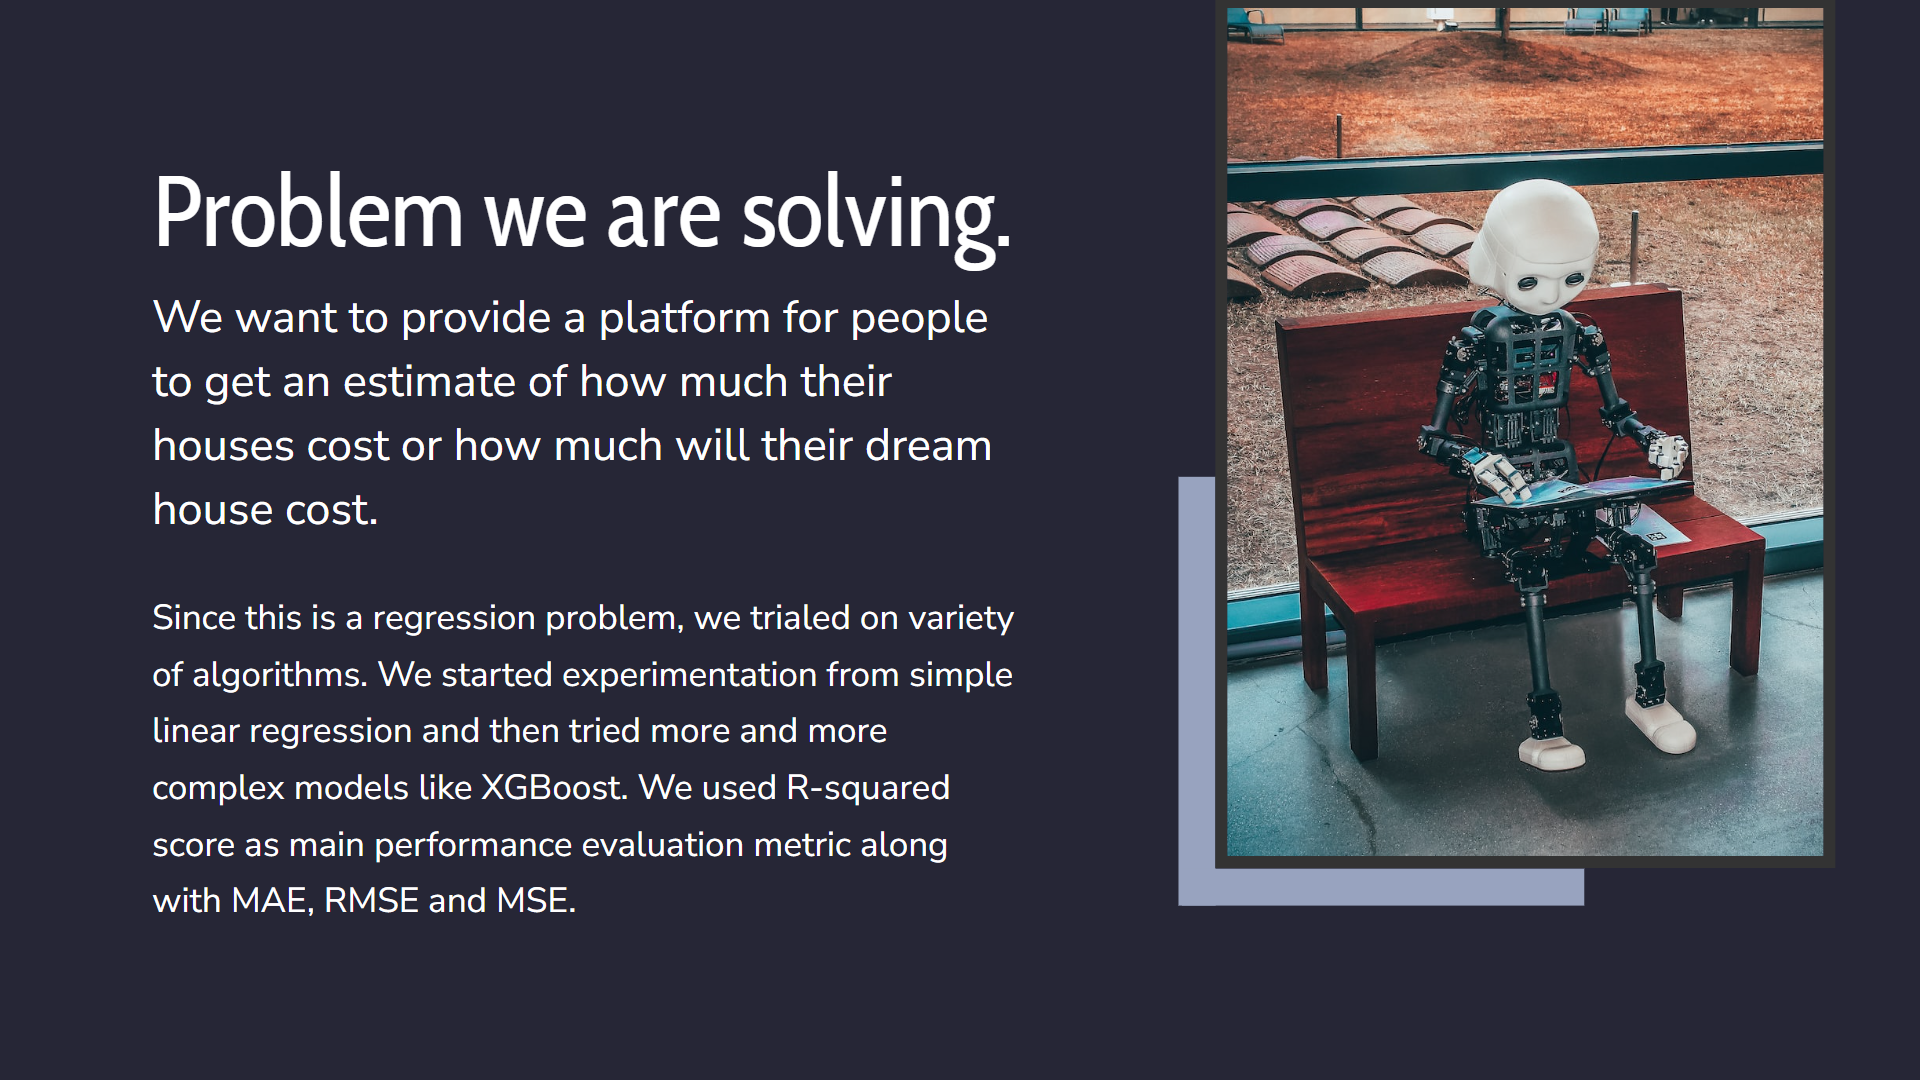 Problem we are solving.
We want to provide a platform for people
to get an estimate of how much their
houses cost or how much will their dream
house cost.
Since this is a regression problem, we trialed on variety
of algorithms. We started experimentation from simple
linear regression and then tried more and more
complex models like XGBoost. We used R-squared
score as main performance evaluation metric along
with MAE, RMSE and MSE.